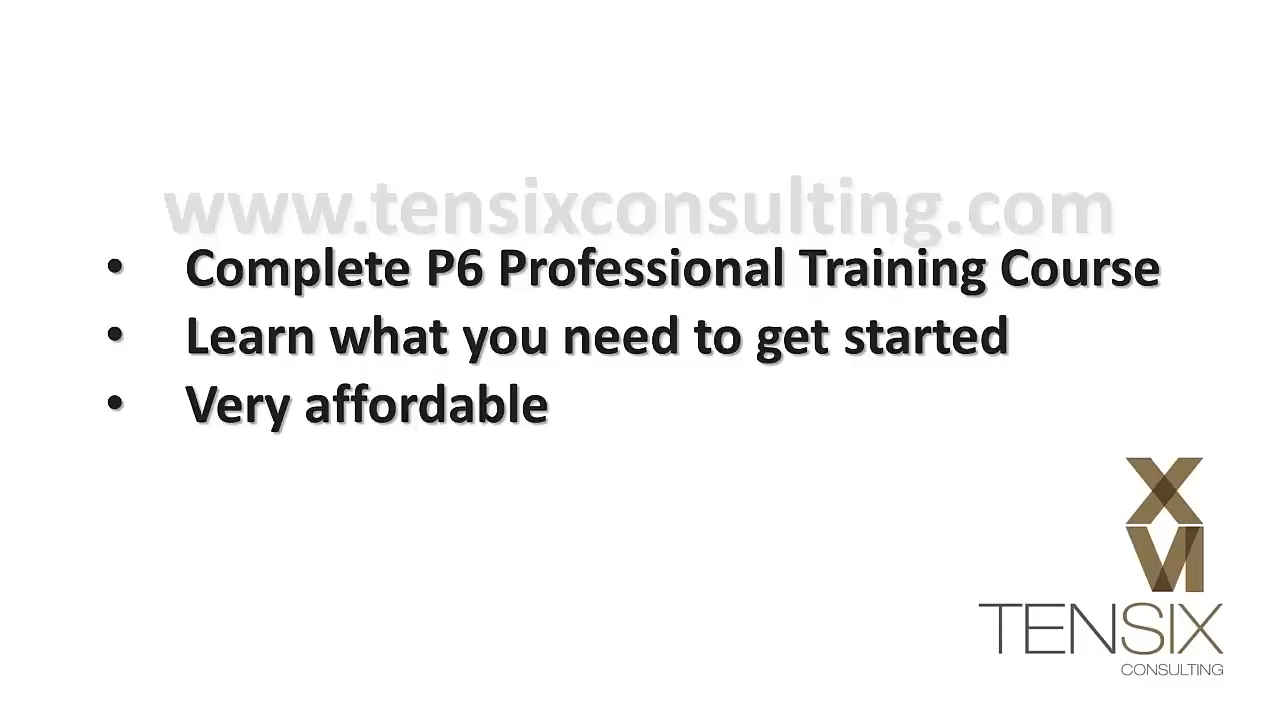 www.tensixconsulting.com
• Complete P6 Professional Training Course
• Learn what you need to get started
• Very affordable
XVI
TENSIX
CONSULTING